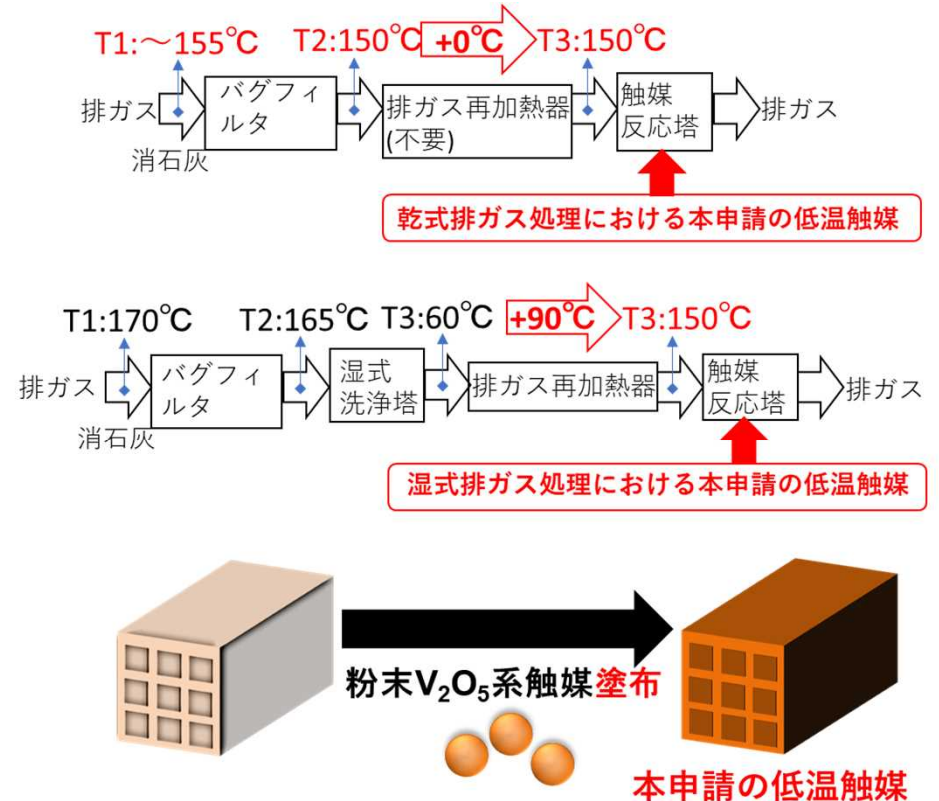 T1:～155℃ T2:150℃ +0℃ T3:150℃
排ガス
消石灰
バグフィ
ルタ
排ガス再加熱器
(不要)
触媒
反応塔
排ガス
乾式排ガス処理における本申請の低温触媒
T1:170℃ T2:165℃ T3:60℃ +90℃ T3:150℃
排ガス
消石灰
バグフィ
ルタ
湿式
洗浄塔
排ガス再加熱器
触媒
反応塔
排ガス
湿式排ガス処理における本申請の低温触媒
粉末V₂O₅系触媒塗布
本申請の低温触媒